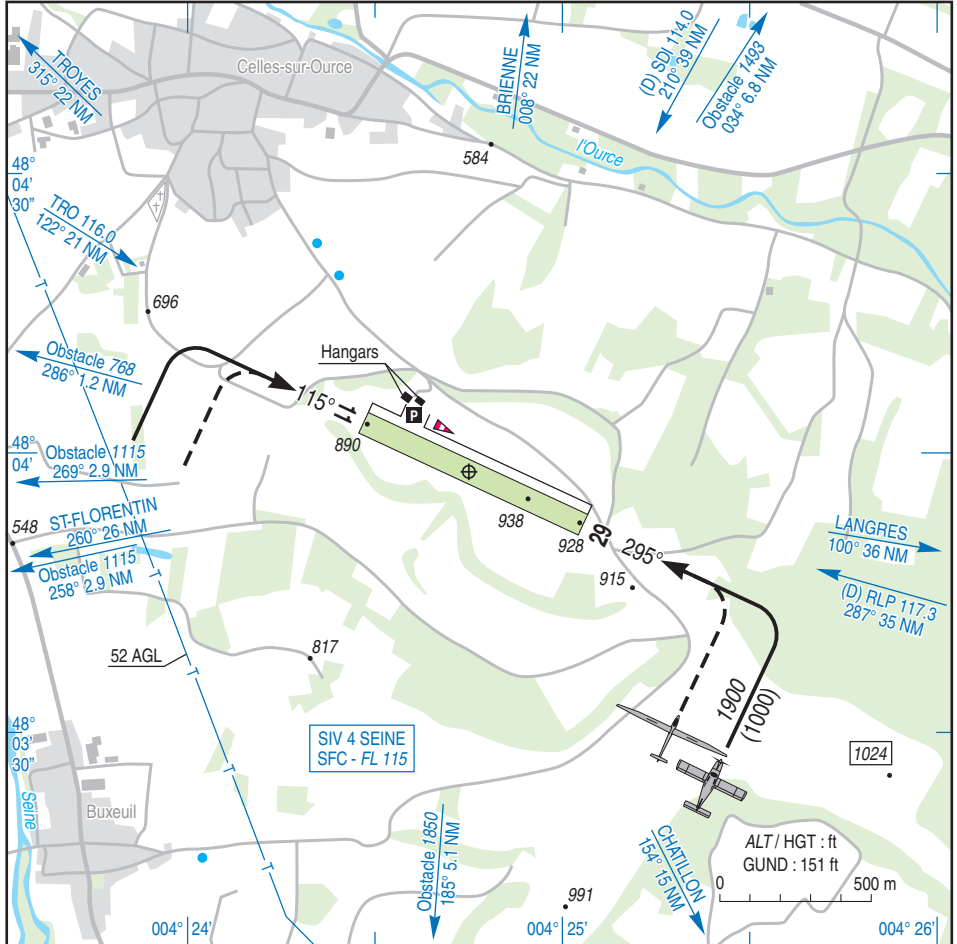 TROYES
315° 22 NM
Celles-sur-Ource
BRIENNE
008° 22 NM
(D) SDI 114.0
210° 39 NM
Obstacle 1493
034° 6.8 NM
584
l'Ource
48°
04'
30"
TRO 116.0
122° 21 NM
T
696
Obstacle 768
286° 1.2 NM
Hangars
P
115°
11
890
48°
04'
Obstacle 1115
269° 2.9 NM
938
928
29
295°
ST-FLORENTIN
260° 26 NM
548
Obstacle 1115
258° 2.9 NM
T
LANGRES
100° 36 NM
(D) RLP 117.3
287° 35 NM
915
52 AGL
817
T
1900
(1000)
48°
03'
30"
SIV 4 SEINE
SFC - FL 115
1024
T
Seine
Buxeuil
Obstacle 1850
185° 5.1 NM
CHATILLON
154° 15 NM
ALT / HGT : ft
GUND : 151 ft
0
500 m
T
991
004° 24'
004° 25'
004° 26'